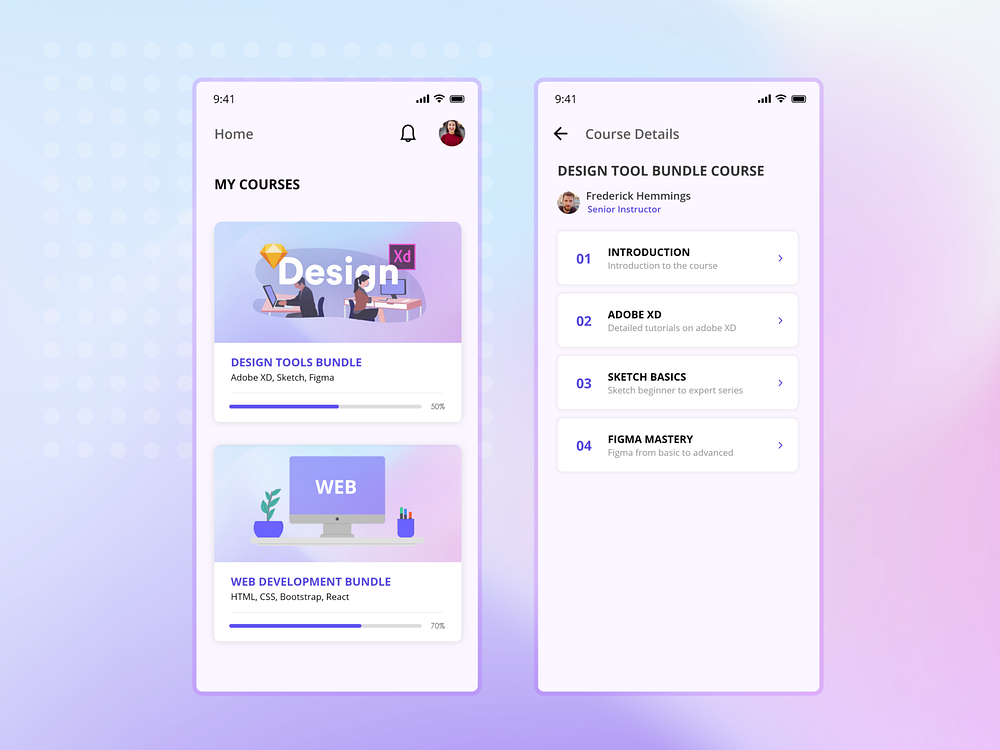 9:41
Home
MY COURSES
Design
Xd
DESIGN TOOLS BUNDLE
Adobe XD, Sketch, Figma
50%
WEB
WEB DEVELOPMENT BUNDLE
HTML, CSS, Bootstrap, React
70%
9:41
Course Details
DESIGN TOOL BUNDLE COURSE
Frederick Hemmings
Senior Instructor
01
INTRODUCTION
Introduction to the course
02
ADOBE XD
Detailed tutorials on adobe XD
03
SKETCH BASICS
Sketch beginner to expert series
04
FIGMA MASTERY
Figma from basic to advanced